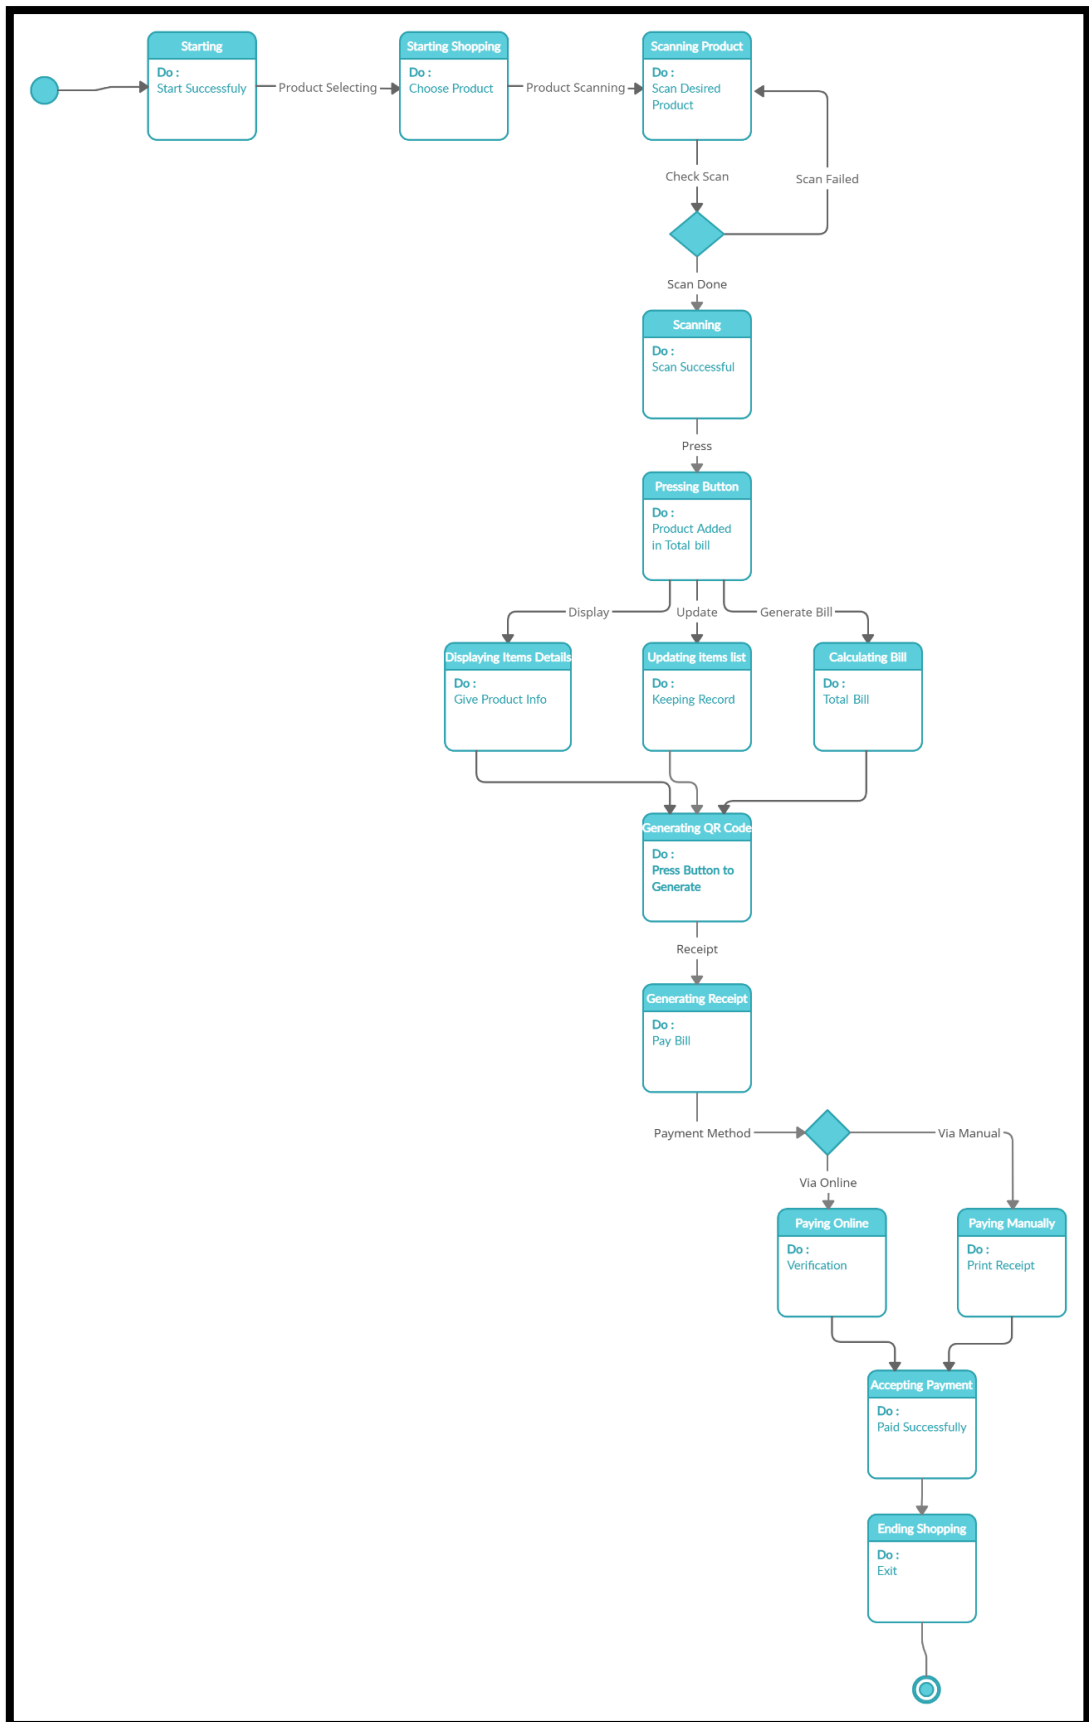 Starting
Do :
Start Successfuly
Product Selecting
Starting Shopping
Do :
Choose Product
Product Scanning
Scanning Product
Do :
Scan Desired
Product
Check Scan
Scan Failed
Scan Done
Scanning
Do :
Scan Successful
Press
Pressing Button
Do :
Product Added
in Total bill
Display
Update
Generate Bill
Displaying Items Details
Do :
Give Product Info
Updating items list
Do :
Keeping Record
Calculating Bill
Do :
Total Bill
Generating QR Code
Do :
Press Button to
Generate
Receipt
Generating Receipt
Do :
Pay Bill
Payment Method
Via Manual
Via Online
Paying Online
Do :
Verification
Paying Manually
Do :
Print Receipt
Accepting Payment
Do :
Paid Successfully
Ending Shopping
Do :
Exit